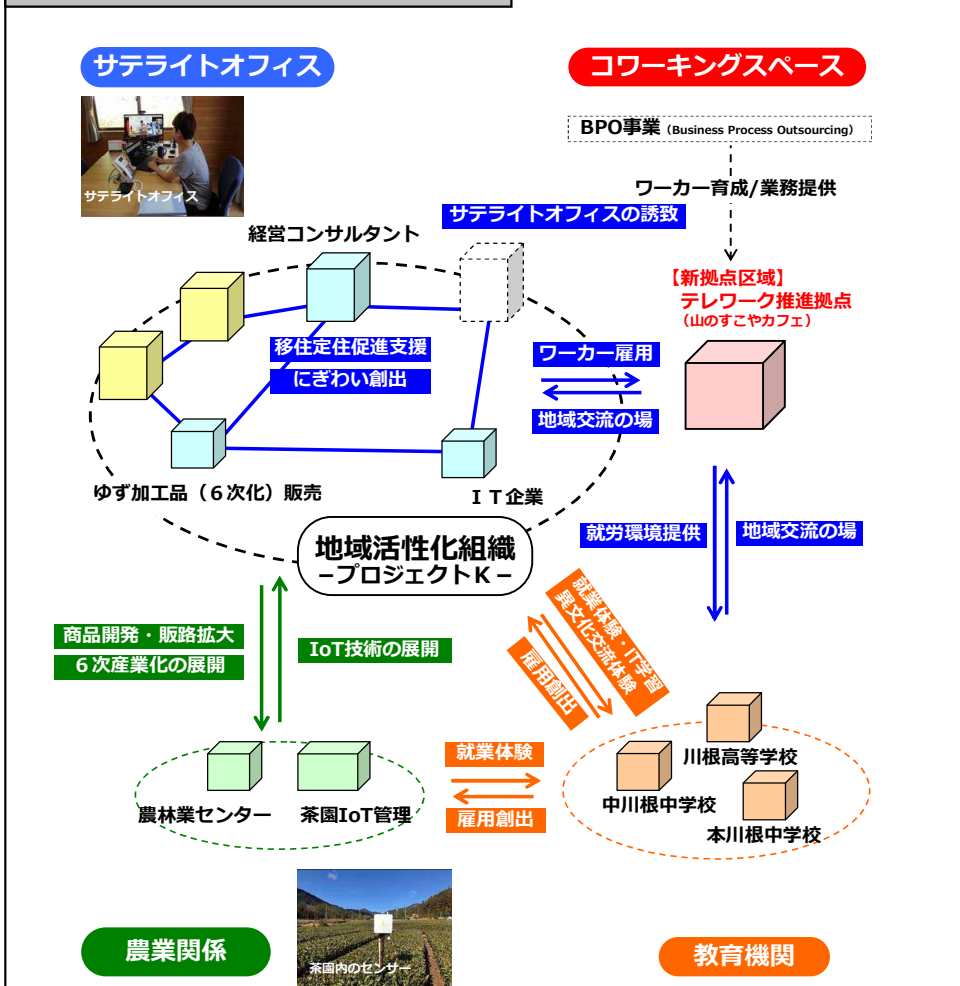 サテライトオフィス
コワーキングスペース
サテライトオフィス
BPO事業（Business Process Outsourcing）
ワーカー育成/業務提供
サテライトオフィスの誘致
経営コンサルタント
【新拠点区域】
テレワーク推進拠点
（山のすこやカフェ）
移住定住促進支援
にぎわい創出
ワーカー雇用
地域交流の場
ゆず加工品（６次化）販売
ＩＴ企業
地域活性化組織
－プロジェクトＫ－
就労環境提供
地域交流の場
商品開発・販路拡大
６次産業化の展開
IoT技術の展開
就業体験・IT学習
異文化交流体験
雇用創出
川根高等学校
中川根中学校
本川根中学校
就業体験
雇用創出
農林業センター
茶園IoT管理
茶園内のセンサー
農業関係
教育機関